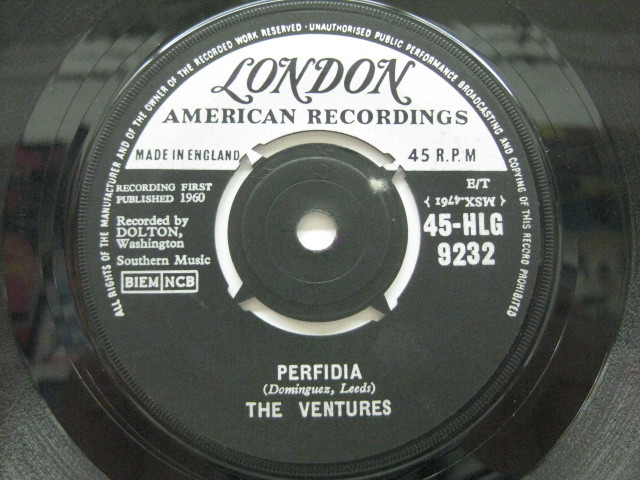 ALL RIGHTS OF THE MANUFACTURER AND OF THE OWNER OF THE RECORDED WORK RESERVED · UNAUTHORISED PUBLIC PERFORMANCE BROADCASTING AND COPYING OF THIS RECORD PROHIBITED
LONDON
AMERICAN RECORDINGS
MADE IN ENGLAND
45 R.P.M
RECORDING FIRST
PUBLISHED 1960
Recorded by
DOLTON,
Washington
Southern Music
BIEM NCB
E/T
{ MSX.4761 }
45-HLG
9232
PERFIDIA
(Dominguez, Leeds)
THE VENTURES